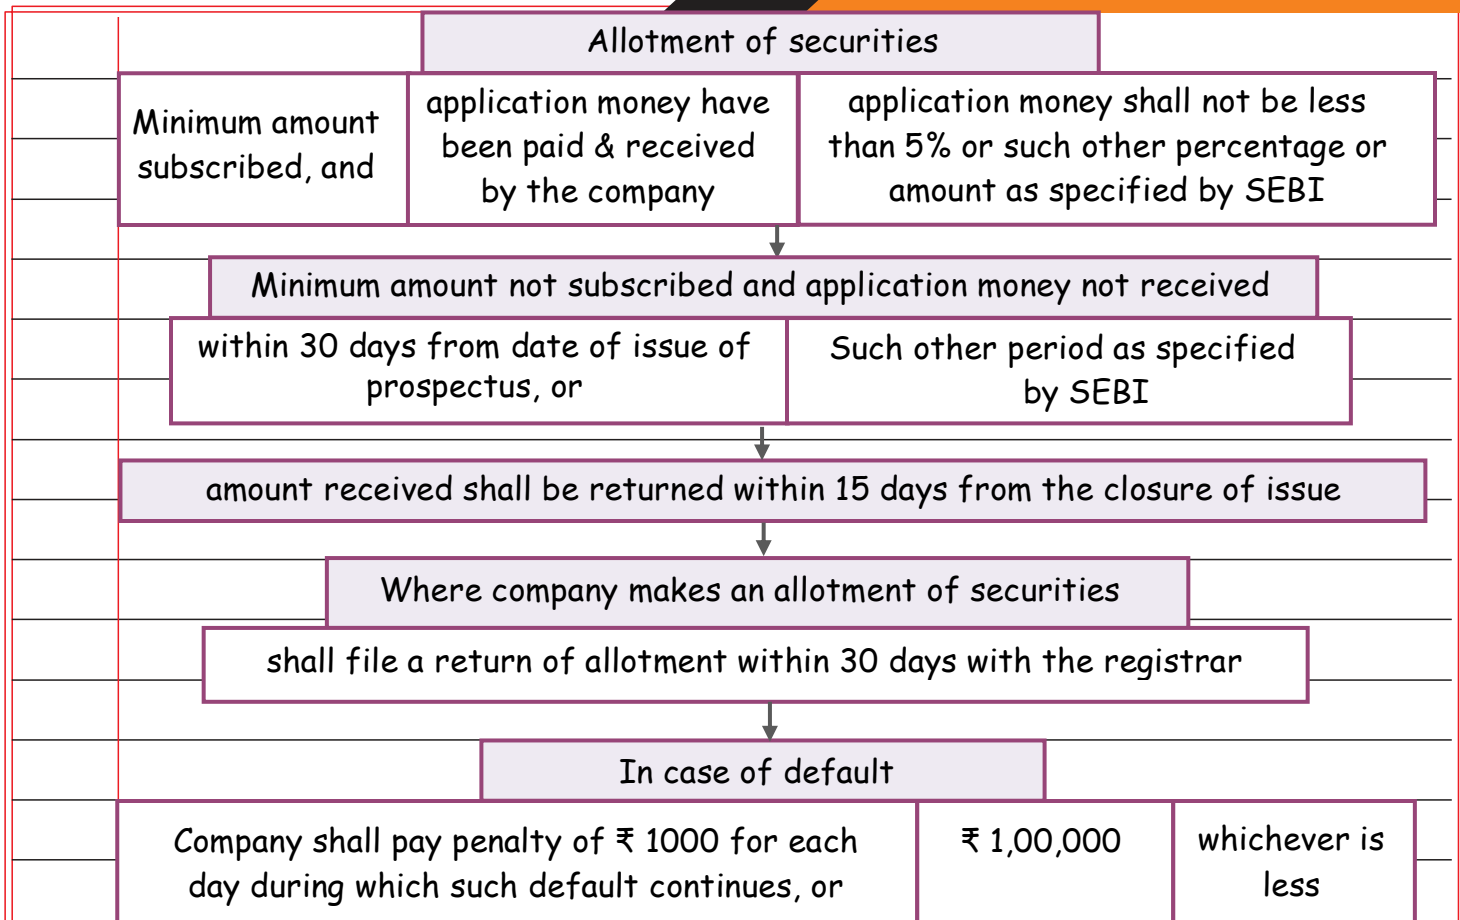 Allotment of securities
Minimum amount
subscribed, and
application money have
been paid & received
by the company
application money shall not be less
than 5% or such other percentage or
amount as specified by SEBI
Minimum amount not subscribed and application money not received
within 30 days from date of issue of
prospectus, or
Such other period as specified
by SEBI
amount received shall be returned within 15 days from the closure of issue
Where company makes an allotment of securities
shall file a return of allotment within 30 days with the registrar
In case of default
Company shall pay penalty of ₹ 1000 for each
day during which such default continues, or
₹ 1,00,000
whichever is
less